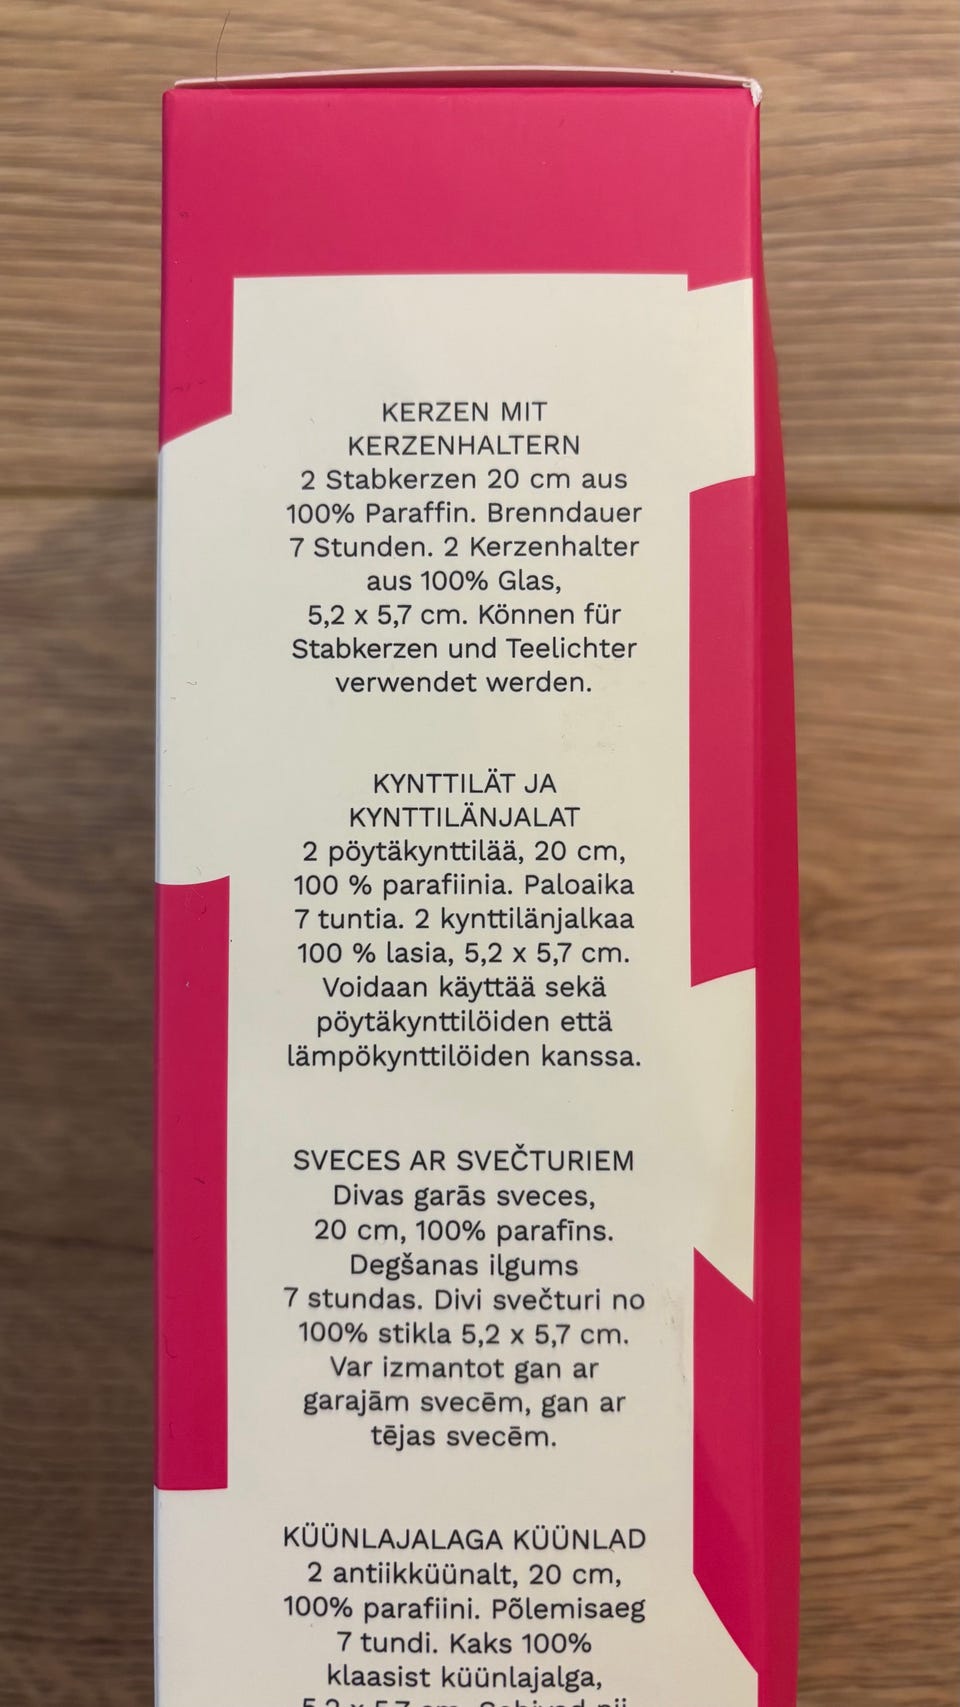 KERZEN MIT
KERZENHALTERN
2 Stabkerzen 20 cm aus
100% Paraffin. Brenndauer
7 Stunden. 2 Kerzenhalter
aus 100% Glas,
5,2 x 5,7 cm. Können für
Stabkerzen und Teelichter
verwendet werden.
KYNTTILÄT JA
KYNTTILÄNJALAT
2 pöytäkynttilää, 20 cm,
100 % parafiinia. Paloaika
7 tuntia. 2 kynttilänjalkaa
100 % lasia, 5,2 x 5,7 cm.
Voidaan käyttää sekä
pöytäkynttilöiden että
lämpökynttilöiden kanssa.
SVECES AR SVEČTURIEM
Divas garās sveces,
20 cm, 100% parafīns.
Degšanas ilgums
7 stundas. Divi svečturi no
100% stikla 5,2 x 5,7 cm.
Var izmantot gan ar
garajām svecēm, gan ar
tējas svecēm.
KÜÜNLAJALAGA KÜÜNLAD
2 antiikküünalt, 20 cm,
100% parafiini. Põlemisaeg
7 tundi. Kaks 100%
klaasist küünlajalga,
5,2 x 5,7 cm.